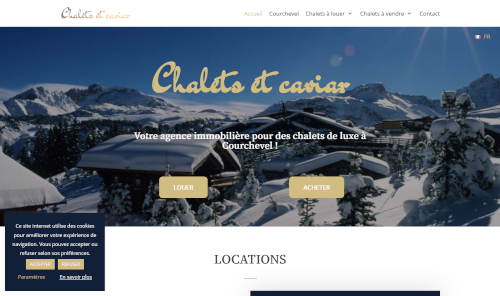 Chalets et caviar
Accueil
Courchevel
Chalets à louer
Chalets à vendre
Contact
FR
Chalets et caviar
Votre agence immobilière pour des chalets de luxe à
Courchevel !
LOUER
ACHETER
Ce site Internet utilise des cookies
pour améliorer votre expérience de
navigation. Vous pouvez accepter ou
refuser selon vos préférences.
ACCEPTER
REFUSER
Paramètres
En savoir plus
LOCATIONS